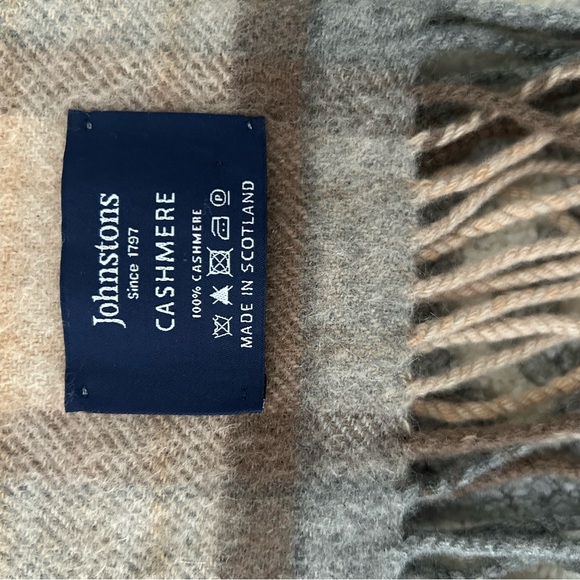 Johnstons
Since 1797
CASHMERE
100% CASHMERE
P
MADE IN SCOTLAND